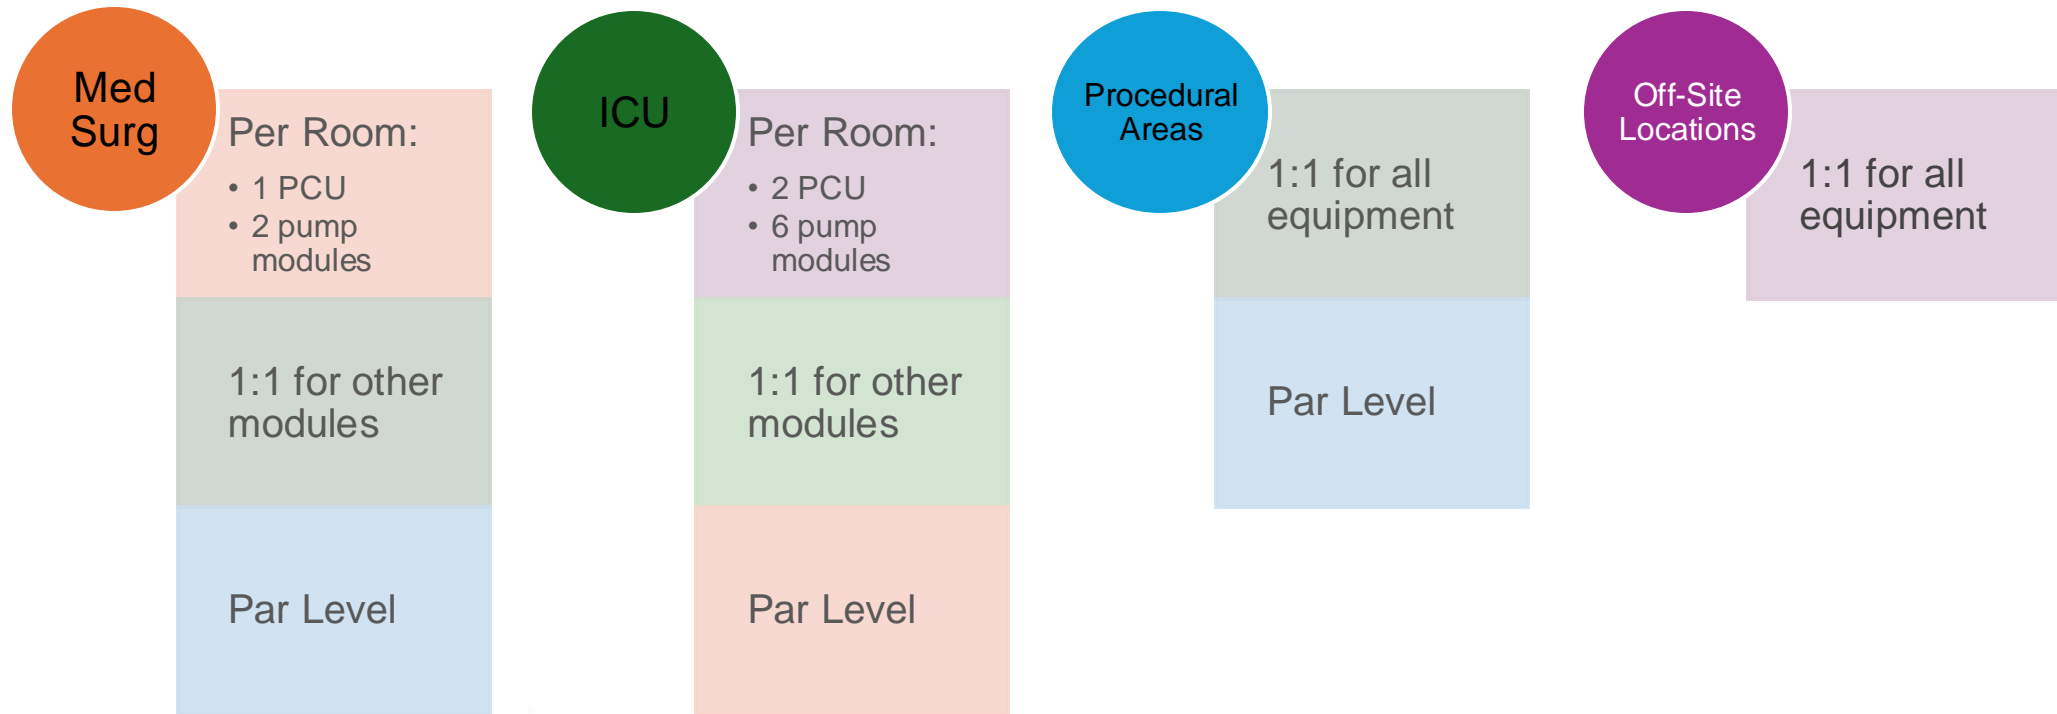 Med
Surg
Per Room:
• 1 PCU
• 2 pump
modules
1:1 for other
modules
Par Level
ICU
Per Room:
• 2 PCU
• 6 pump
modules
1:1 for other
modules
Par Level
Procedural
Areas
1:1 for all
equipment
Par Level
Off-Site
Locations
1:1 for all
equipment